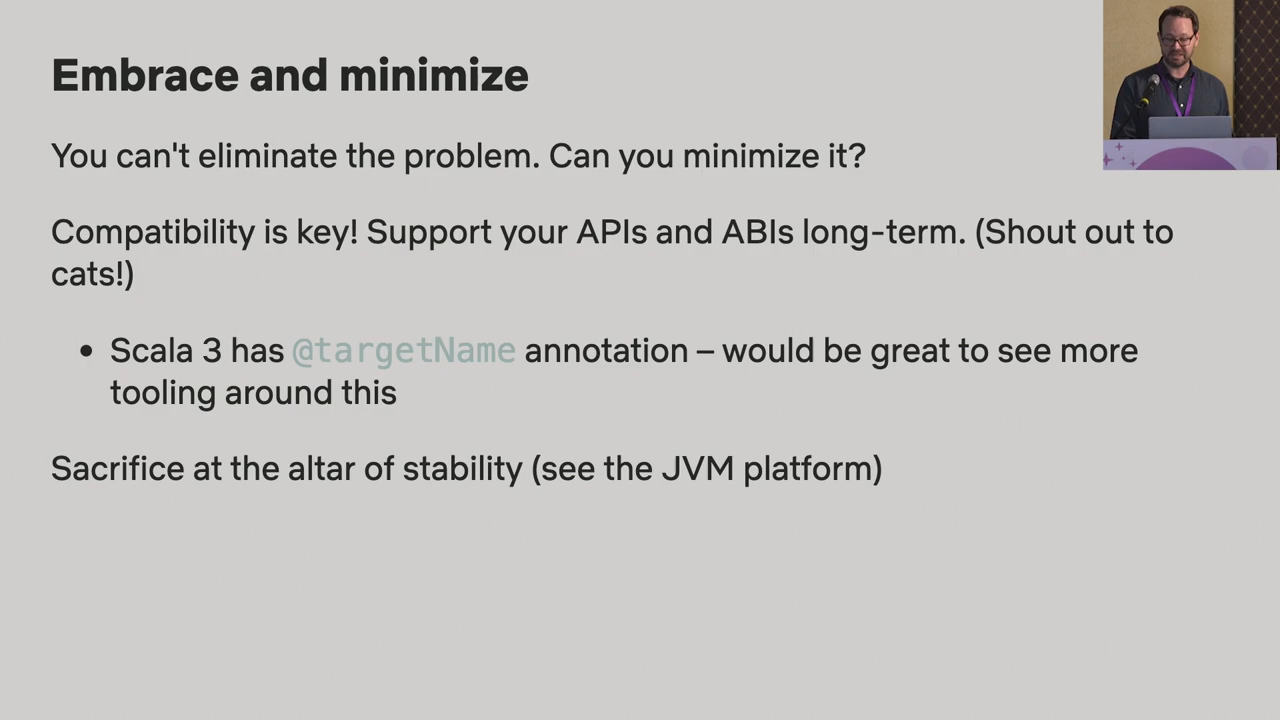 Embrace and minimize
You can't eliminate the problem. Can you minimize it?
Compatibility is key! Support your APIs and ABIs long-term. (Shout out to
cats!)
• Scala 3 has @targetName annotation – would be great to see more
tooling around this
Sacrifice at the altar of stability (see the JVM platform)